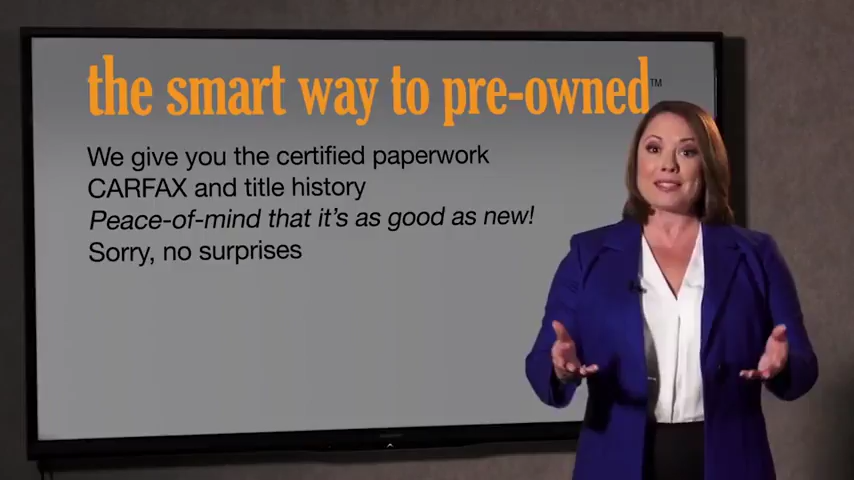 the smart way to pre-owned™
We give you the certified paperwork
CARFAX and title history
Peace-of-mind that it's as good as new!
Sorry, no surprises